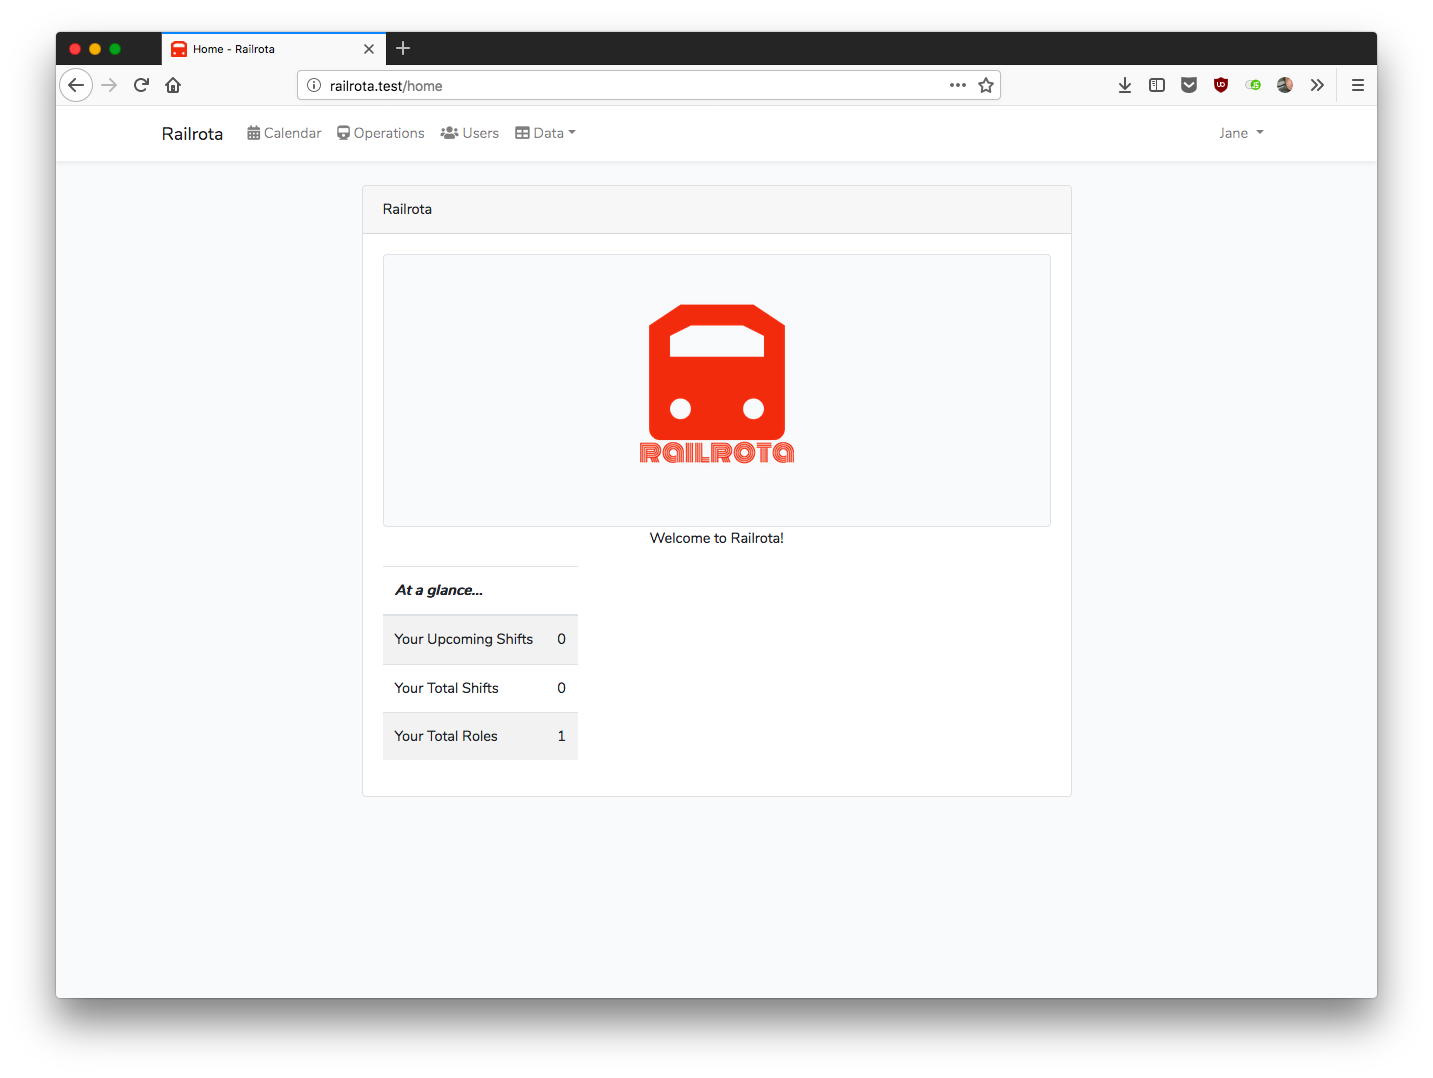 Home - Railrota
railrota.test/home
Railrota Calendar Operations Users Data Jane
Railrota
RAILROTA
Welcome to Railrota!
At a glance...
Your Upcoming Shifts 0
Your Total Shifts 0
Your Total Roles 1